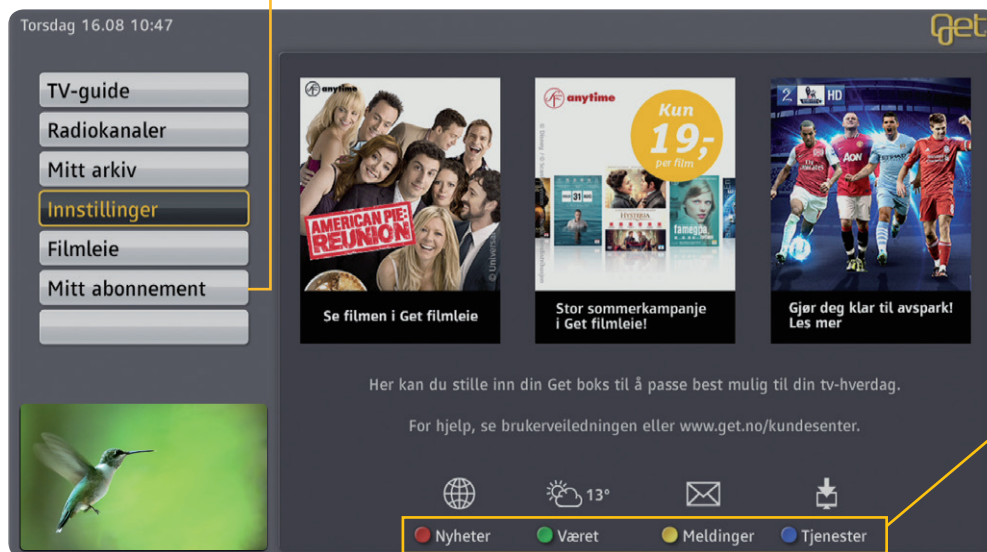 Torsdag 16.08 10:47
Get
TV-guide
Radiokanaler
Mitt arkiv
Innstillinger
Filmleie
Mitt abonnement
anytime
AMERICAN PIE:
REUNION
© Universal
Se filmen i Get filmleie
anytime
Kun
19,-
per film
31
HYSTERIA
famegpa
Stor sommerkampanje
i Get filmleie!
2 HD
AON
Gjør deg klar til avspark!
Les mer
Her kan du stille inn din Get boks til å passe best mulig til din tv-hverdag.
For hjelp, se brukerveiledningen eller www.get.no/kundesenter.
13°
Nyheter
Været
Meldinger
Tjenester